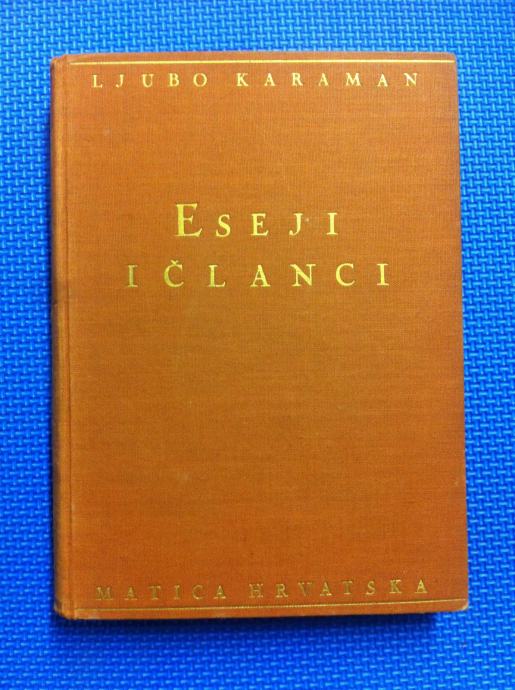 LJUBO KARAMAN
ESEJI
I ČLANCI
MATICA HRVATSKA